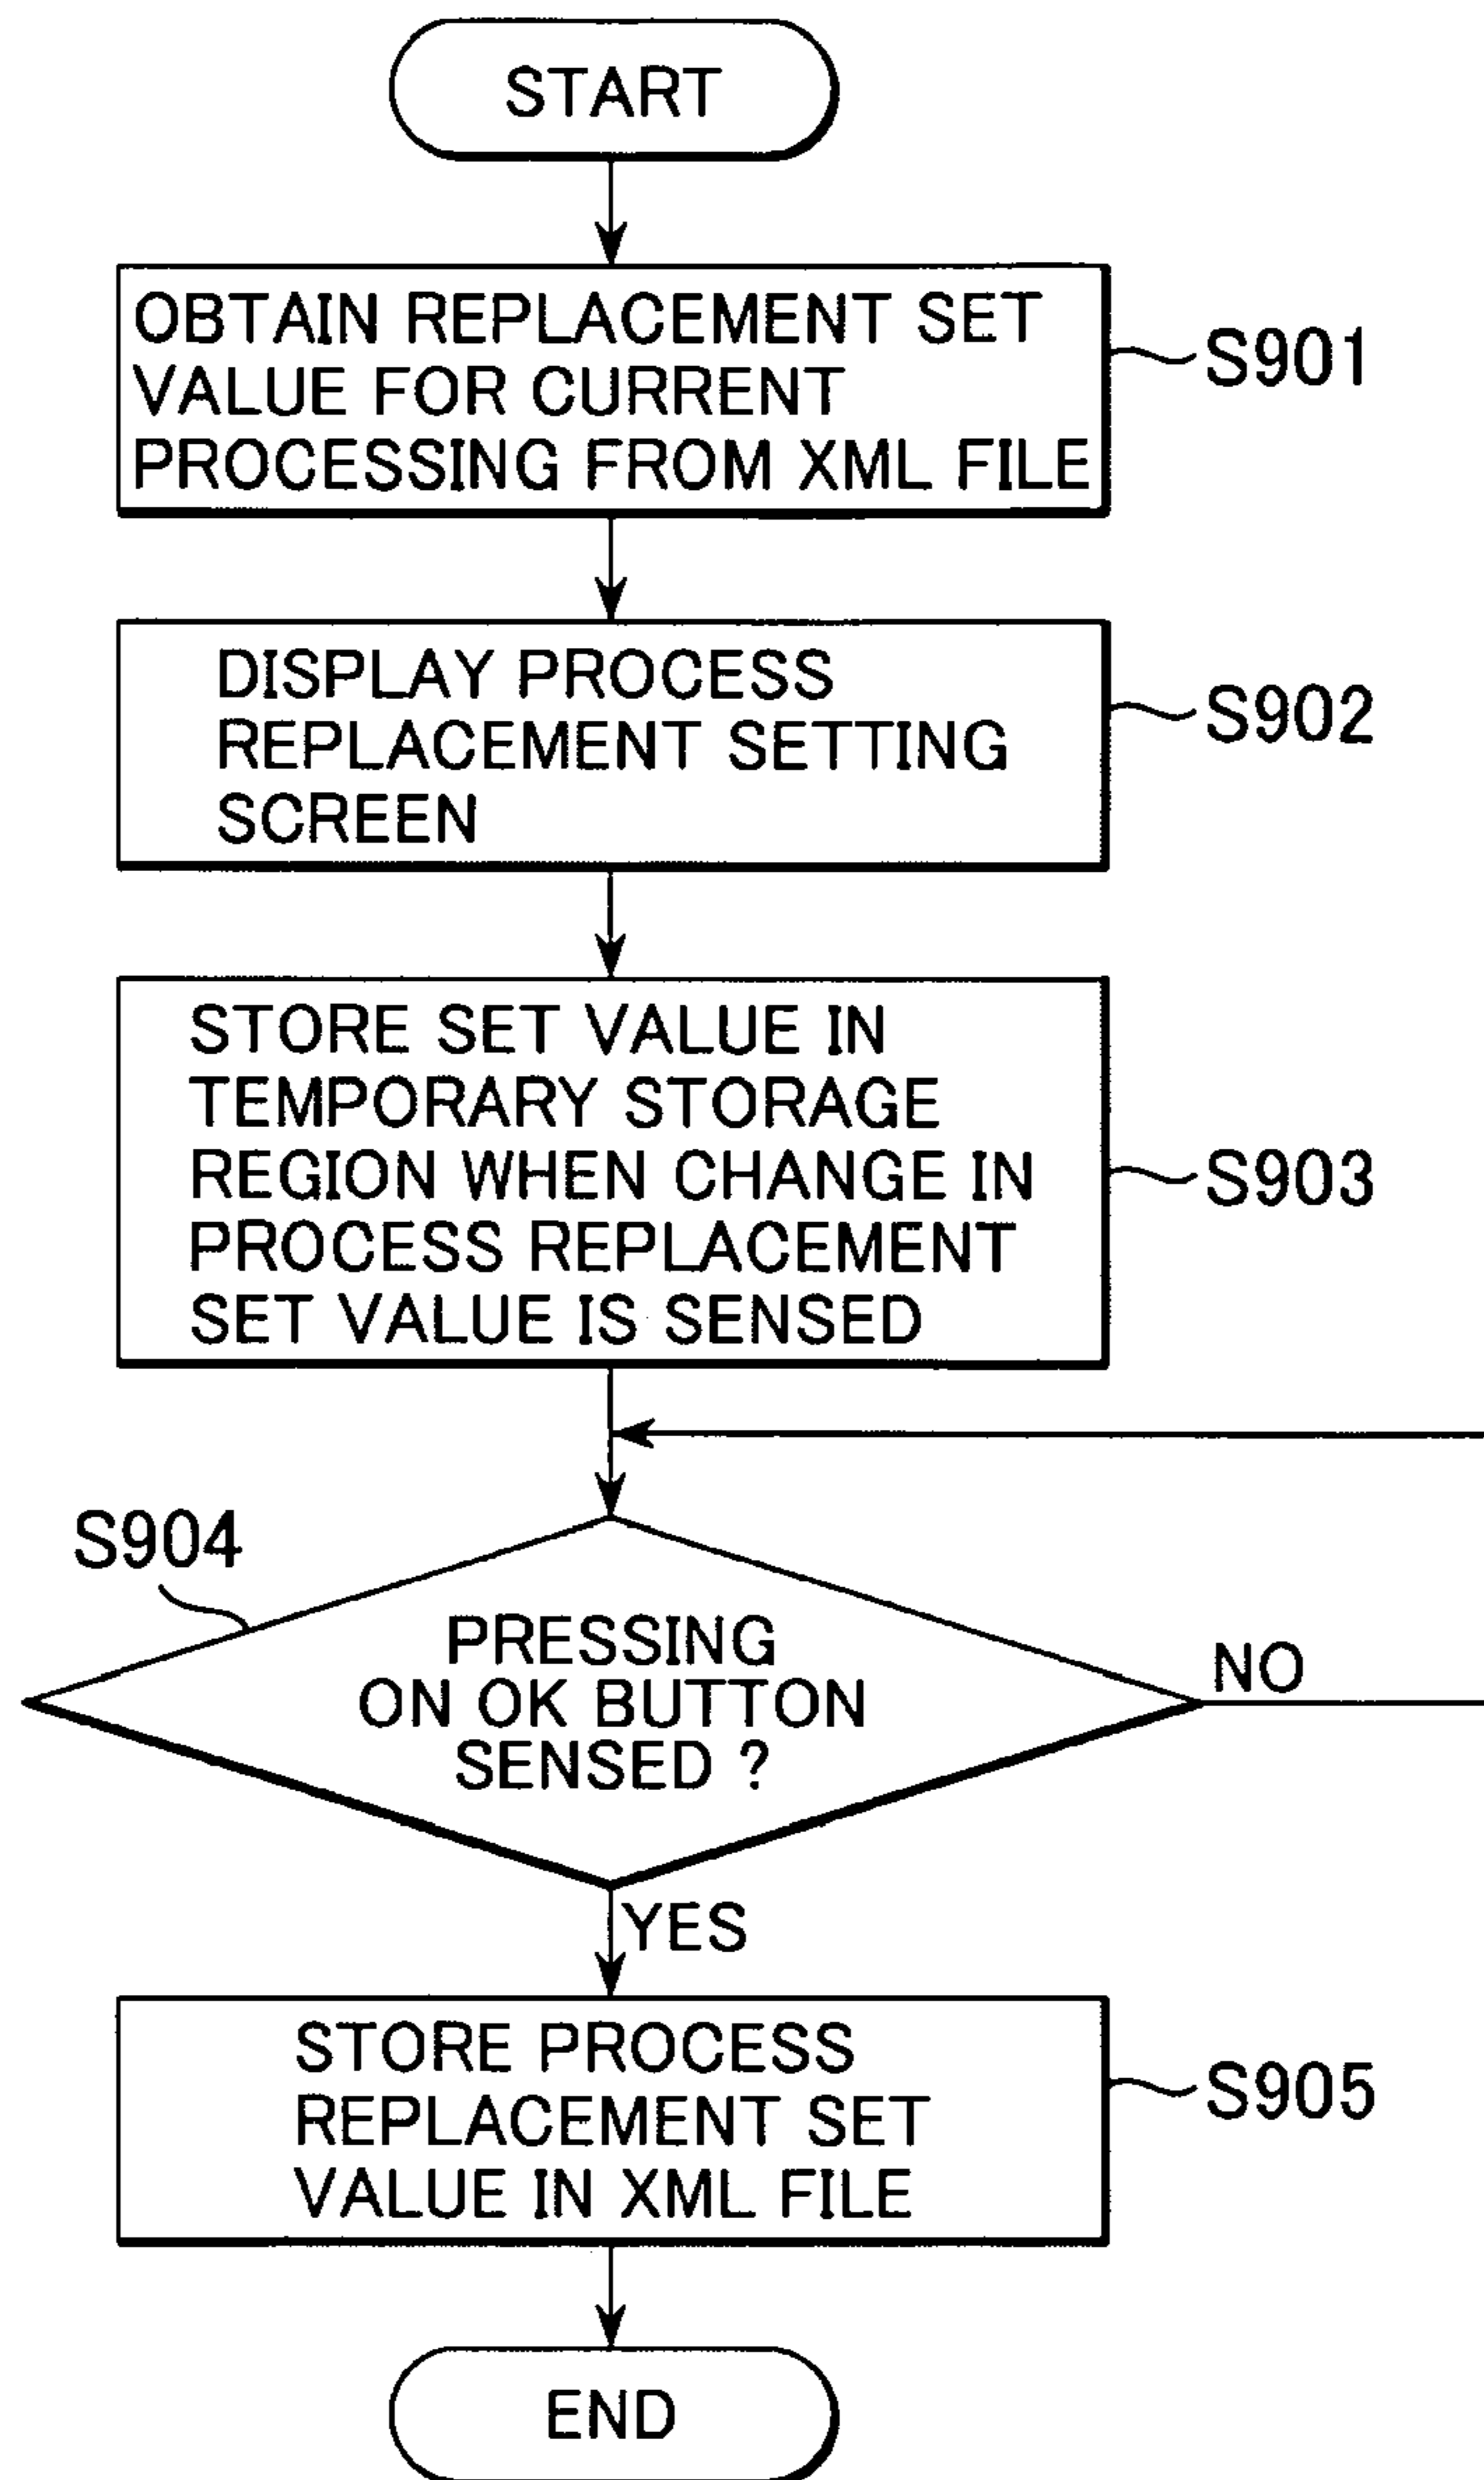 START
OBTAIN REPLACEMENT SET
VALUE FOR CURRENT
PROCESSING FROM XML FILE
S901
DISPLAY PROCESS
REPLACEMENT SETTING
SCREEN
S902
STORE SET VALUE IN
TEMPORARY STORAGE
REGION WHEN CHANGE IN
PROCESS REPLACEMENT
SET VALUE IS SENSED
S903
S904
PRESSING
ON OK BUTTON
SENSED ?
NO
YES
STORE PROCESS
REPLACEMENT SET
VALUE IN XML FILE
S905
END